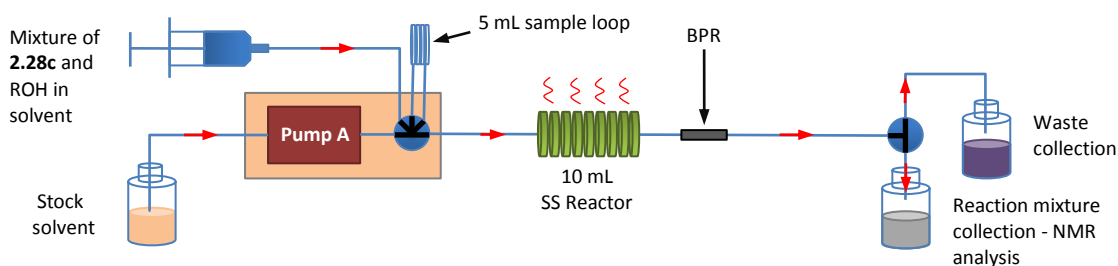 Mixture of
2.28c and
ROH in
solvent
5 mL sample loop
BPR
Pump A
Stock
solvent
10 mL
SS Reactor
Waste
collection
Reaction mixture
collection - NMR
analysis